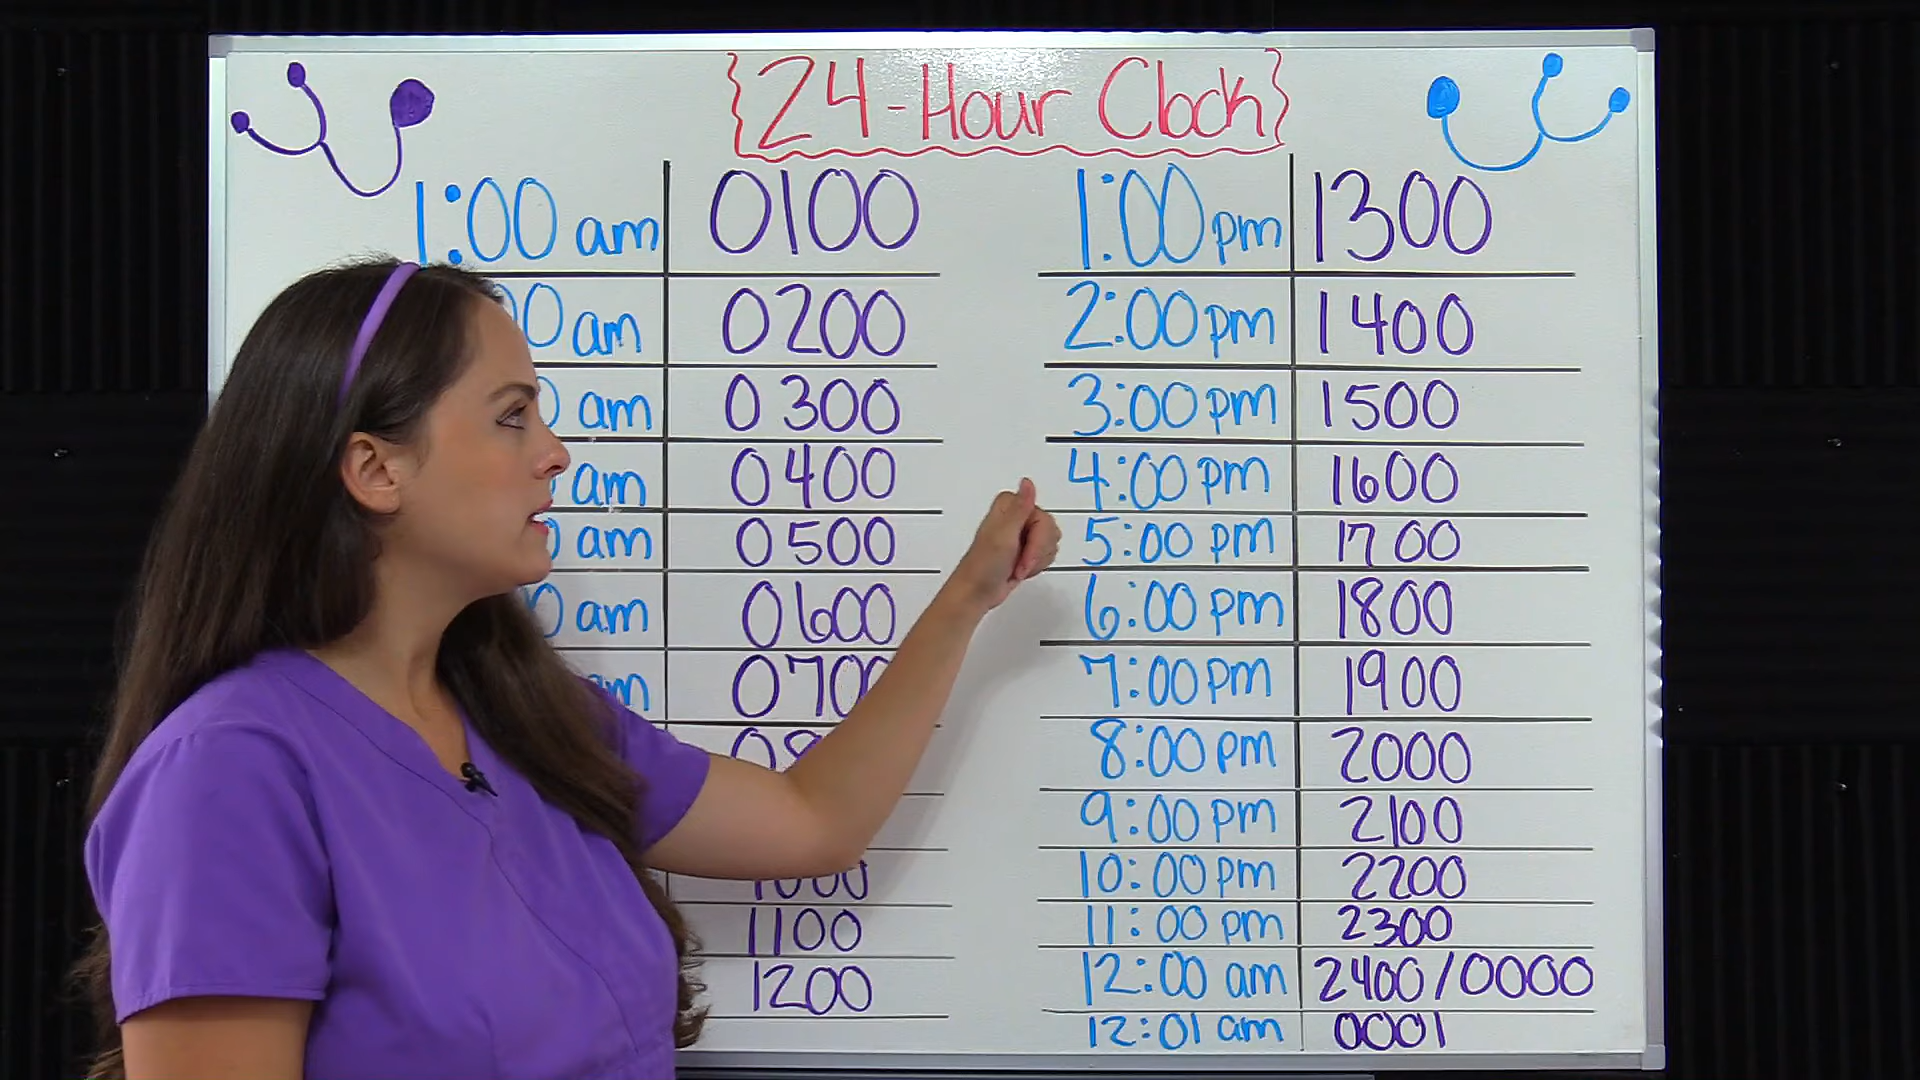 {24-Hour Clock}
1:00 am 0100 1:00 pm 1300
am 0200 2:00 pm 1400
am 0300 3:00 pm 1500
am 0400 4:00 pm 1600
am 0500 5:00 pm 1700
am 0600 6:00 pm 1800
0700 7:00 pm 1900
8:00 pm 2000
9:00 pm 2100
1000 10:00 pm 2200
1100 11:00 pm 2300
1200 12:00 am 2400/0000
12:01 am 0001